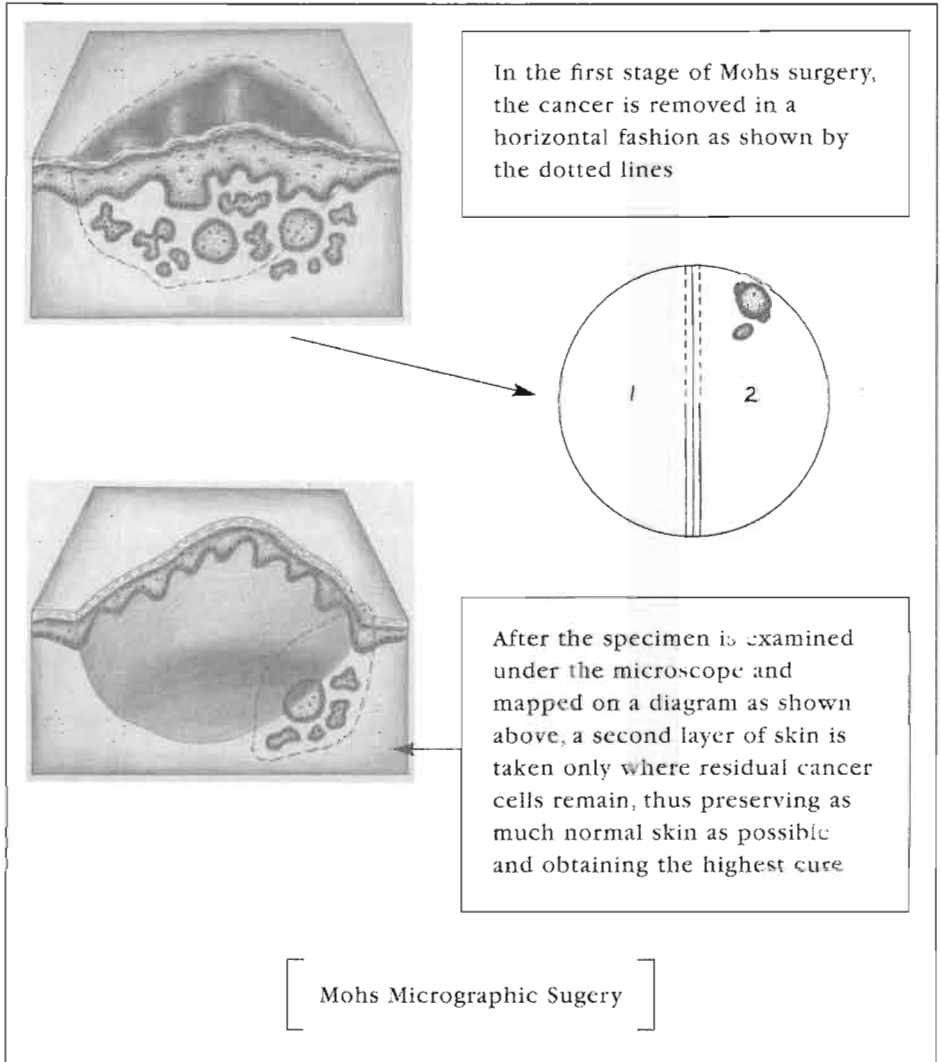 In the first stage of Mohs surgery,
the cancer is removed in a
horizontal fashion as shown by
the dotted lines
1 2
After the specimen is examined
under the microscope and
mapped on a diagram as shown
above, a second layer of skin is
taken only where residual cancer
cells remain, thus preserving as
much normal skin as possible
and obtaining the highest cure
Mohs Micrographic Sugery